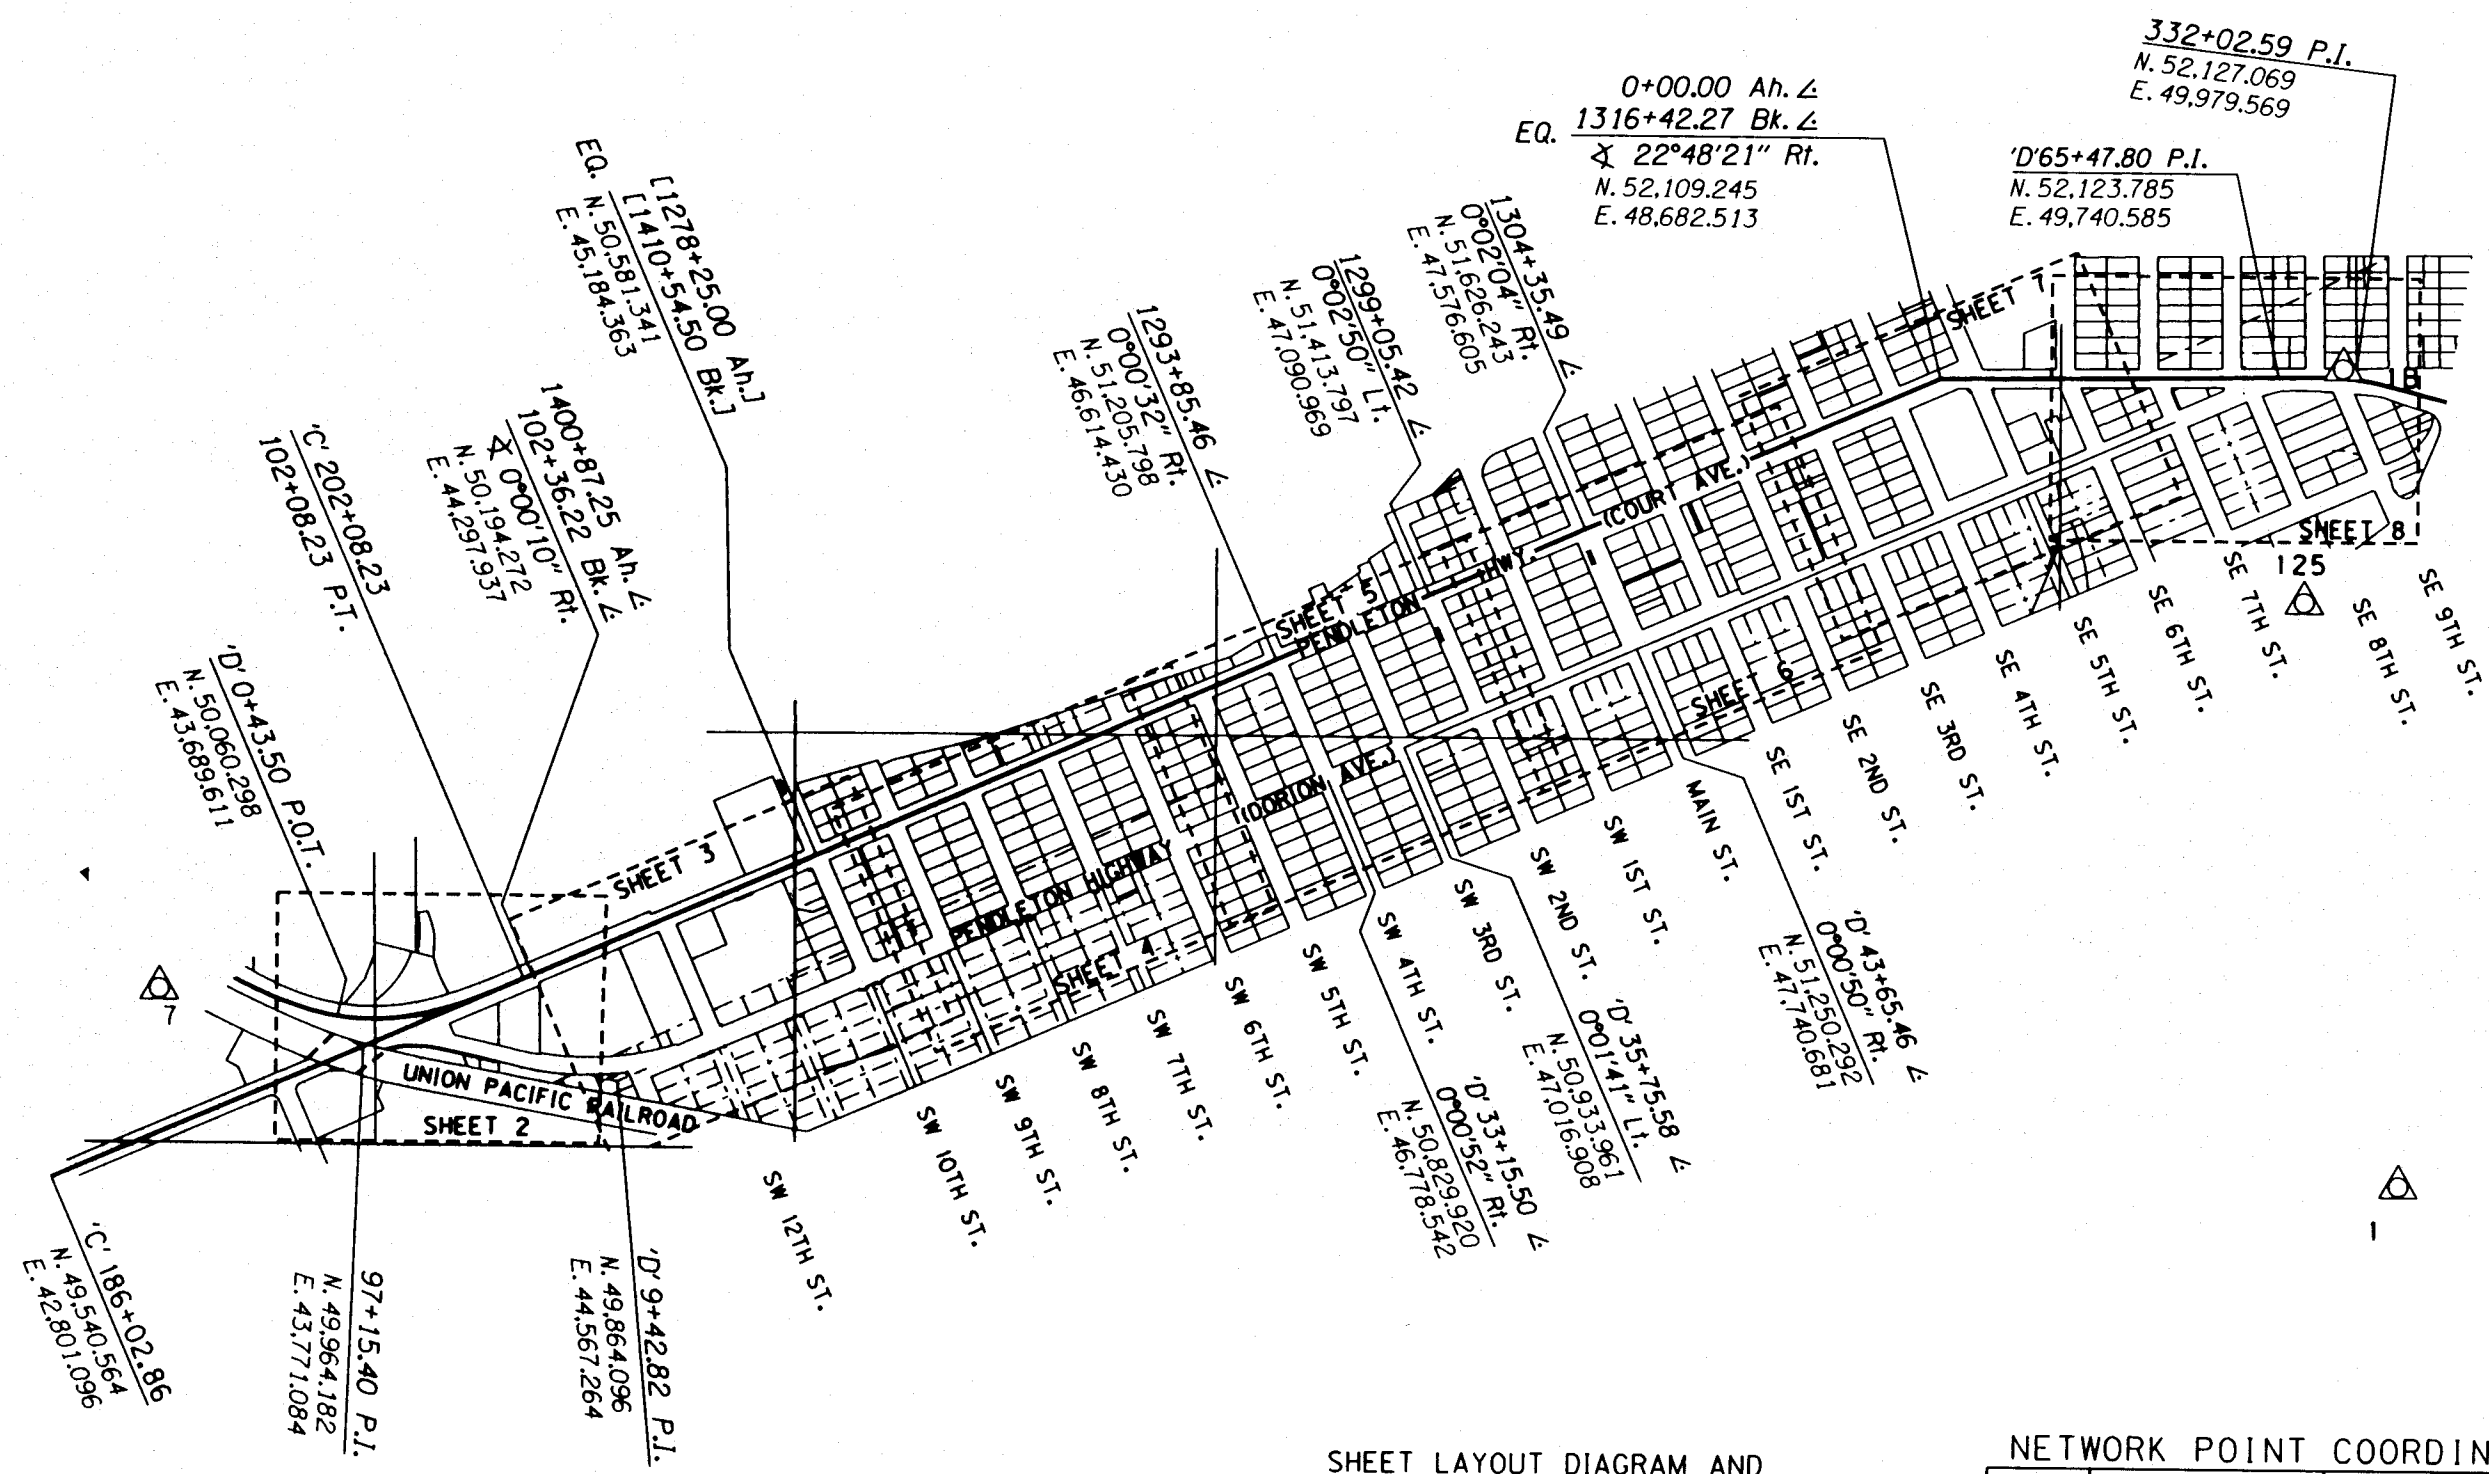 332+02.59 P.I.
N. 52,127.069
E. 49,979.569
0+00.00 Ah.
EQ. 1316+42.27 Bk.
22°48'21" Rt.
N. 52,109.245
E. 48,682.513
'D'65+47.80 P.I.
N. 52,123.785
E. 49,740.585
[1278+25.00 Ah.]
EQ. [1410+54.50 Bk.]
N. 50,581.341
E. 45,184.363
1304+35.49
0°02'04" Rt.
N. 51,626.243
E. 47,576.605
1299+05.42
0°02'50" Lt.
N. 51,413.797
E. 47,090.969
1293+85.46
0°00'32" Rt.
N. 51,205.798
E. 46,614.430
1400+87.25 Ah.
102+36.22 Bk.
0°00'10" Rt.
N. 50,194.272
E. 44,297.937
'C' 202+08.23
102+08.23 P.T.
'D' 0+43.50 P.O.T.
N. 50,060.298
E. 43,689.611
SHEET 7
(COURT AVE.)
HWY.
PENDLETON
SHEET 5
SHEET 8
125
SHEET 6
(DORION AVE.)
PENDLETON HIGHWAY
SHEET 4
SHEET 3
UNION PACIFIC RAILROAD
SHEET 2
7
SE 9TH ST.
SE 8TH ST.
SE 7TH ST.
SE 6TH ST.
SE 5TH ST.
SE 4TH ST.
SE 3RD ST.
SE 2ND ST.
SE 1ST ST.
MAIN ST.
SW 1ST ST.
SW 2ND ST.
SW 3RD ST.
SW 4TH ST.
SW 5TH ST.
SW 6TH ST.
SW 7TH ST.
SW 8TH ST.
SW 9TH ST.
SW 10TH ST.
SW 12TH ST.
'D' 43+65.46
0°00'50" Rt.
N. 51,250.292
E. 47,740.681
'D' 35+75.58
0°01'41" Lt.
N. 50,933.961
E. 47,016.908
'D' 33+15.50
0°00'52" Rt.
N. 50,829.920
E. 46,778.542
1
'D' 9+42.82 P.I.
N. 49,864.096
E. 44,567.264
97+15.40 P.I.
N. 49,964.182
E. 43,771.084
'C' 186+02.86
N. 49,540.564
E. 42,801.096
SHEET LAYOUT DIAGRAM AND
NETWORK POINT COORDIN